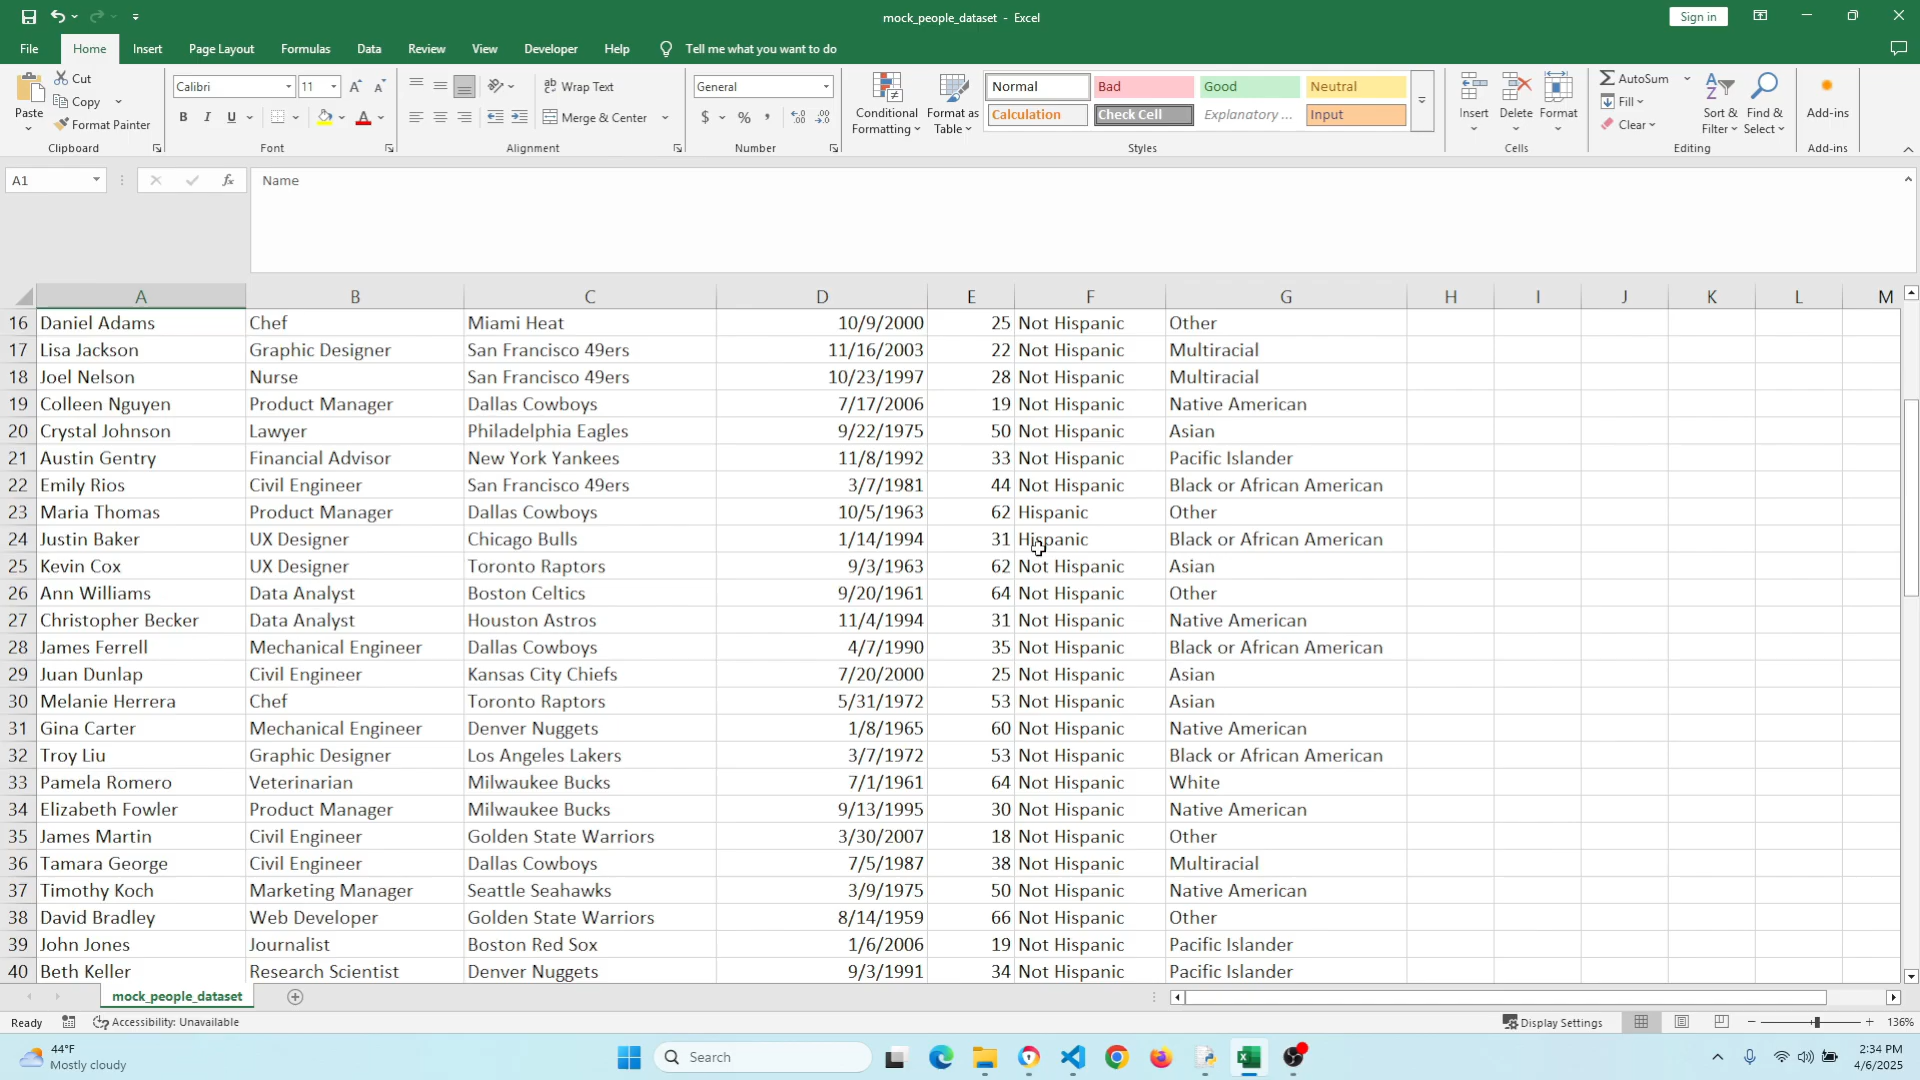 mock_people_dataset - Excel
Sign in
File Home Insert Page Layout Formulas Data Review View Developer Help Tell me what you want to do
Paste
Cut
Copy
Format Painter
Clipboard
Calibri 11
B I U
Font
Wrap Text
Merge & Center
Alignment
General
$ % ,
Number
Conditional Formatting
Format as Table
Normal Bad Good Neutral
Calculation Check Cell Explanatory ... Input
Styles
Insert Delete Format
Cells
AutoSum
Fill
Clear
Sort & Filter
Find & Select
Editing
Add-ins
Add-ins
A1 fx Name
A B C D E F G H I J K L M
16 Daniel Adams Chef Miami Heat 10/9/2000 25 Not Hispanic Other
17 Lisa Jackson Graphic Designer San Francisco 49ers 11/16/2003 22 Not Hispanic Multiracial
18 Joel Nelson Nurse San Francisco 49ers 10/23/1997 28 Not Hispanic Multiracial
19 Colleen Nguyen Product Manager Dallas Cowboys 7/17/2006 19 Not Hispanic Native American
20 Crystal Johnson Lawyer Philadelphia Eagles 9/22/1975 50 Not Hispanic Asian
21 Austin Gentry Financial Advisor New York Yankees 11/8/1992 33 Not Hispanic Pacific Islander
22 Emily Rios Civil Engineer San Francisco 49ers 3/7/1981 44 Not Hispanic Black or African American
23 Maria Thomas Product Manager Dallas Cowboys 10/5/1963 62 Hispanic Other
24 Justin Baker UX Designer Chicago Bulls 1/14/1994 31 Hispanic Black or African American
25 Kevin Cox UX Designer Toronto Raptors 9/3/1963 62 Not Hispanic Asian
26 Ann Williams Data Analyst Boston Celtics 9/20/1961 64 Not Hispanic Other
27 Christopher Becker Data Analyst Houston Astros 11/4/1994 31 Not Hispanic Native American
28 James Ferrell Mechanical Engineer Dallas Cowboys 4/7/1990 35 Not Hispanic Black or African American
29 Juan Dunlap Civil Engineer Kansas City Chiefs 7/20/2000 25 Not Hispanic Asian
30 Melanie Herrera Chef Toronto Raptors 5/31/1972 53 Not Hispanic Asian
31 Gina Carter Mechanical Engineer Denver Nuggets 1/8/1965 60 Not Hispanic Native American
32 Troy Liu Graphic Designer Los Angeles Lakers 3/7/1972 53 Not Hispanic Black or African American
33 Pamela Romero Veterinarian Milwaukee Bucks 7/1/1961 64 Not Hispanic White
34 Elizabeth Fowler Product Manager Milwaukee Bucks 9/13/1995 30 Not Hispanic Native American
35 James Martin Civil Engineer Golden State Warriors 3/30/2007 18 Not Hispanic Other
36 Tamara George Civil Engineer Dallas Cowboys 7/5/1987 38 Not Hispanic Multiracial
37 Timothy Koch Marketing Manager Seattle Seahawks 3/9/1975 50 Not Hispanic Native American
38 David Bradley Web Developer Golden State Warriors 8/14/1959 66 Not Hispanic Other
39 John Jones Journalist Boston Red Sox 1/6/2006 19 Not Hispanic Pacific Islander
40 Beth Keller Research Scientist Denver Nuggets 9/3/1991 34 Not Hispanic Pacific Islander
mock_people_dataset
Ready Accessibility: Unavailable Display Settings 136%
44°F
Mostly cloudy
Search
2:34 PM
4/6/2025